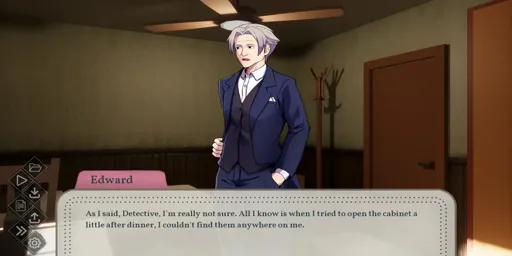 Edward
As I said, Detective, I'm really not sure. All I know is when I tried to open the cabinet a
little after dinner, I couldn't find them anywhere on me.